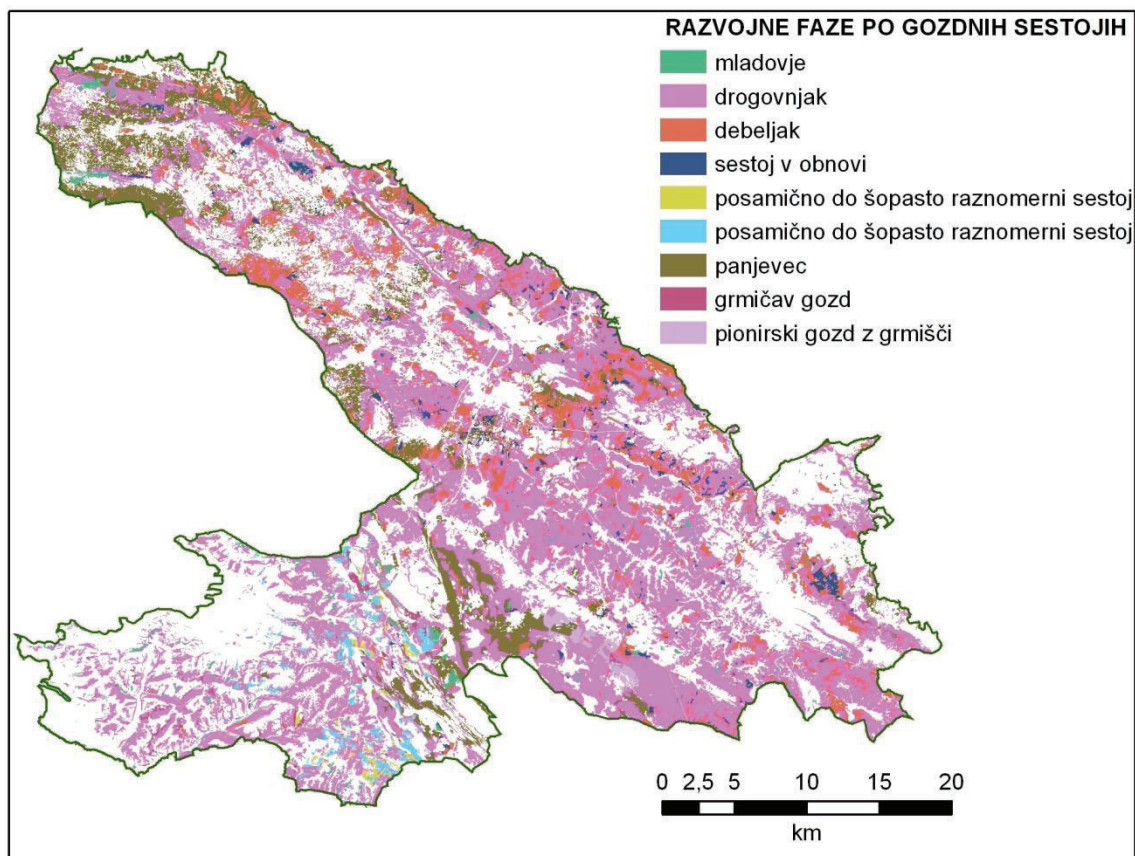 RAZVOJNE FAZE PO GOZDNIH SESTOJIH
mladovje
drogovnjak
debeljak
sestoj v obnovi
posamično do šopasto raznomerni sestoj
posamično do šopasto raznomerni sestoj
panjevec
grmičav gozd
pionirski gozd z grmišči
0 2,5 5 10 15 20
km